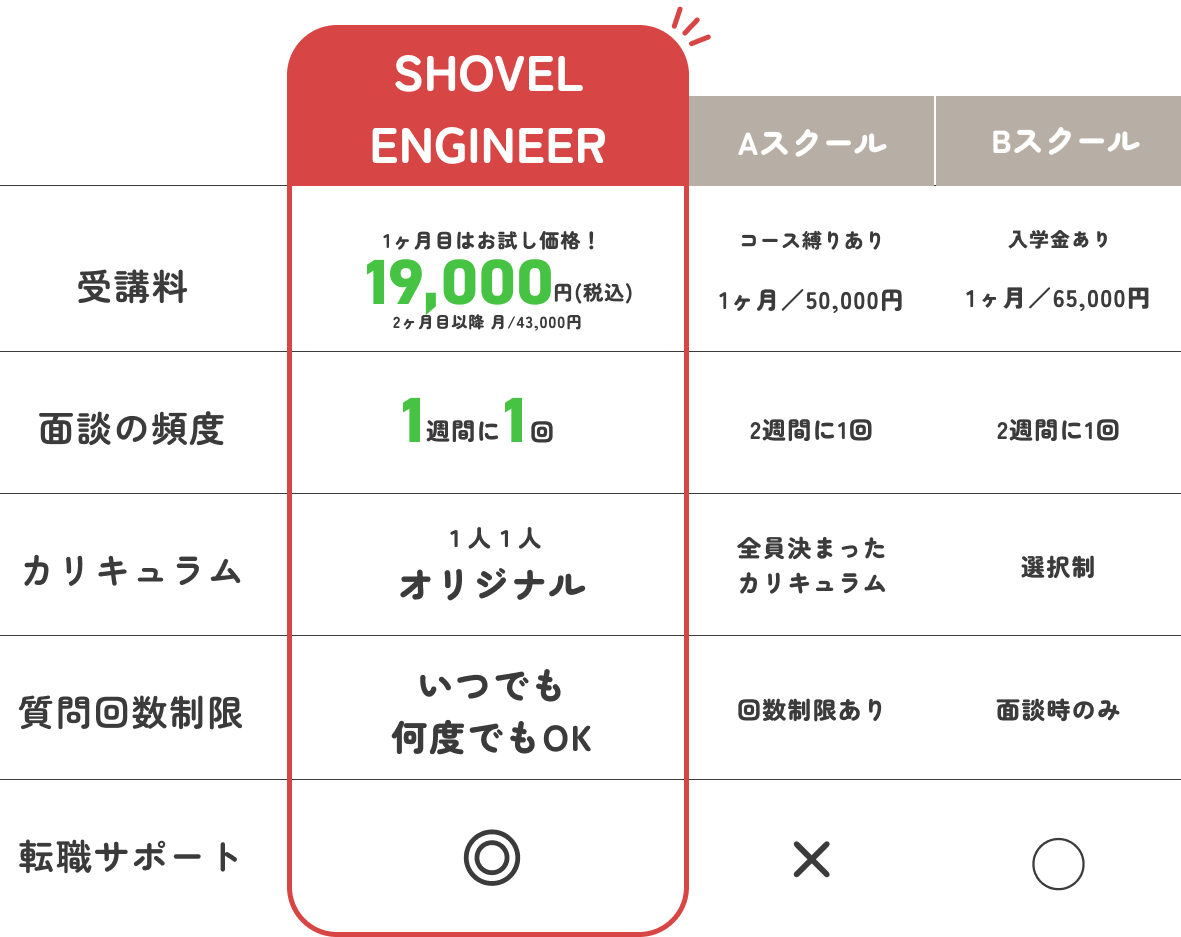 SHOVEL
ENGINEER
Aスクール
Bスクール
受講料
1ヶ月目はお試し価格！
19,000円(税込)
2ヶ月目以降 月/43,000円
コース縛りあり
1ヶ月／50,000円
入学金あり
1ヶ月／65,000円
面談の頻度
1週間に1回
2週間に1回
2週間に1回
カリキュラム
1人1人
オリジナル
全員決まった
カリキュラム
選択制
質問回数制限
いつでも
何度でもOK
回数制限あり
面談時のみ
転職サポート
◎
×
○